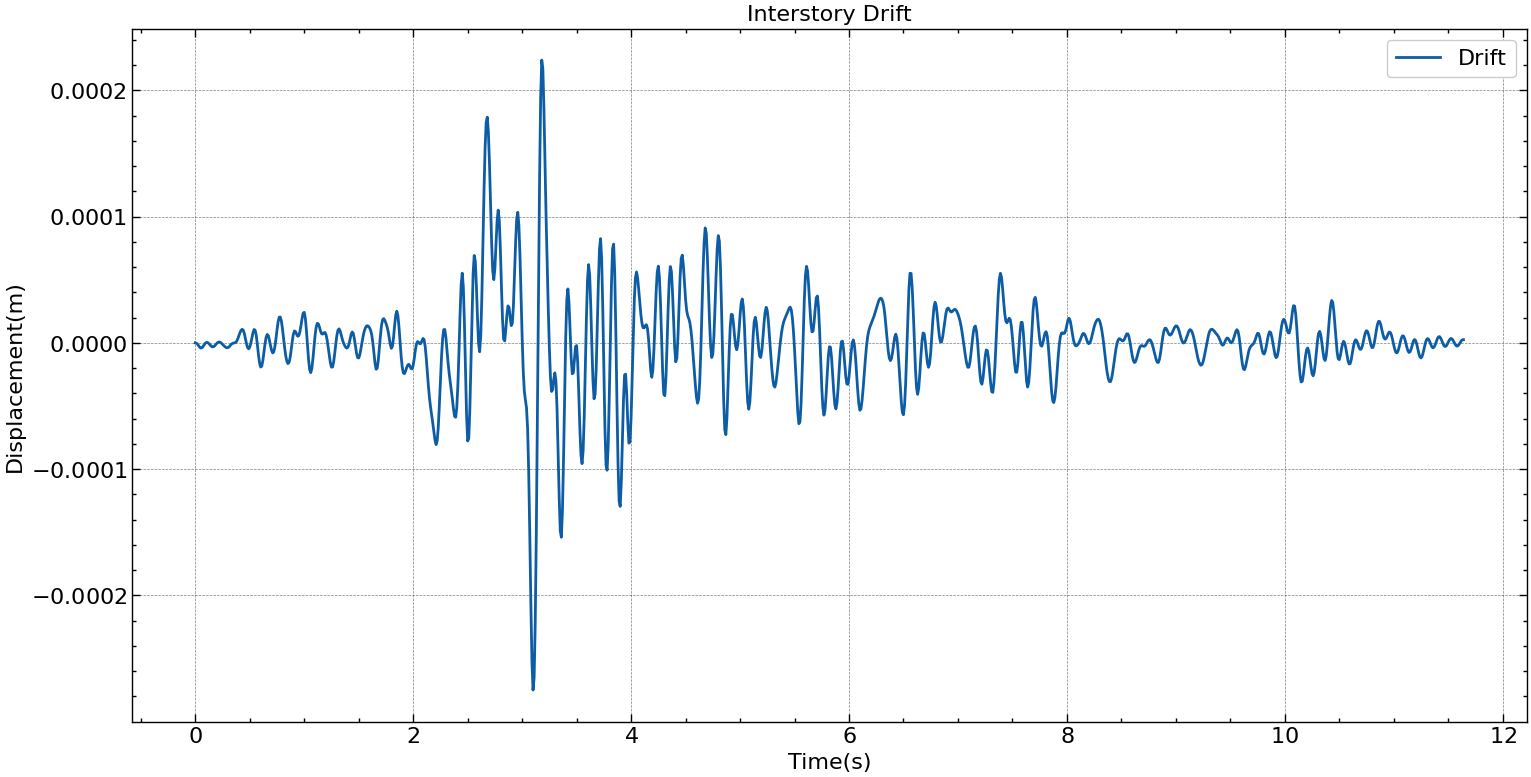 Interstory Drift
Drift
Displacement(m)
0.0002
0.0001
0.0000
−0.0001
−0.0002
0 2 4 6 8 10 12
Time(s)